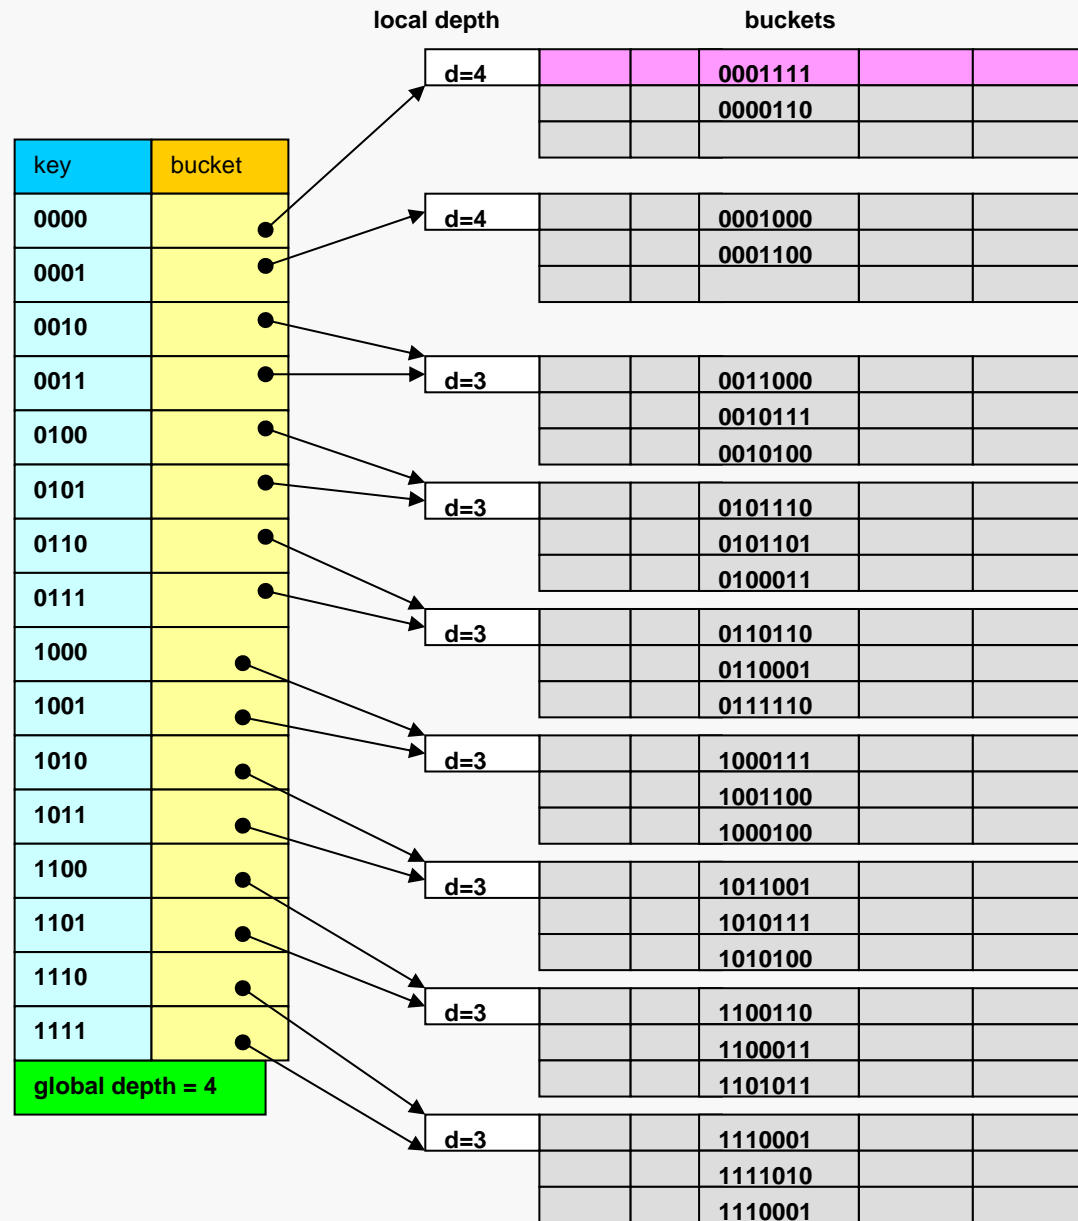 local depth buckets
d=4 0001111
0000110
key bucket
0000
0001
0010
0011
0100
0101
0110
0111
1000
1001
1010
1011
1100
1101
1110
1111
global depth = 4
d=4 0001000
0001100
d=3 0011000
0010111
0010100
d=3 0101110
0101101
0100011
d=3 0110110
0110001
0111110
d=3 1000111
1001100
1000100
d=3 1011001
1010111
1010100
d=3 1100110
1100011
1101011
d=3 1110001
1111010
1110001